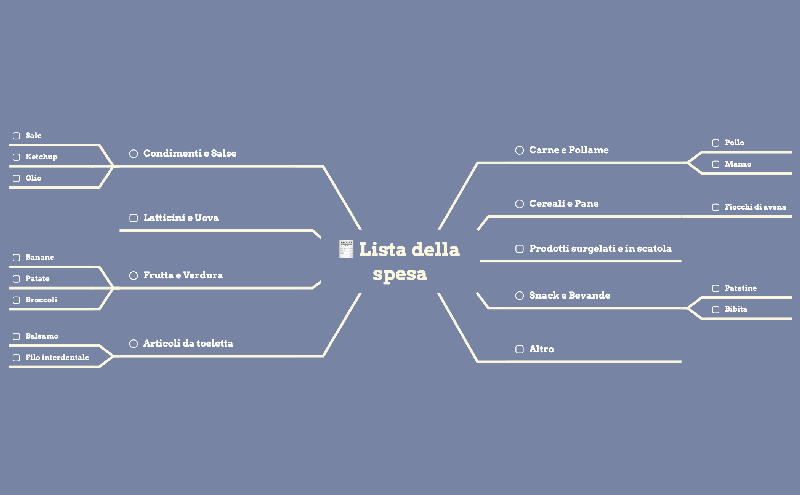 Lista della
spesa
Condimenti e Salse
Sale
Ketchup
Olio
Latticini e Uova
Frutta e Verdura
Banane
Patate
Broccoli
Articoli da toeletta
Balsamo
Filo interdentale
Carne e Pollame
Pollo
Manzo
Cereali e Pane
Fiocchi di avena
Prodotti surgelati e in scatola
Snack e Bevande
Patatine
Bibita
Altro